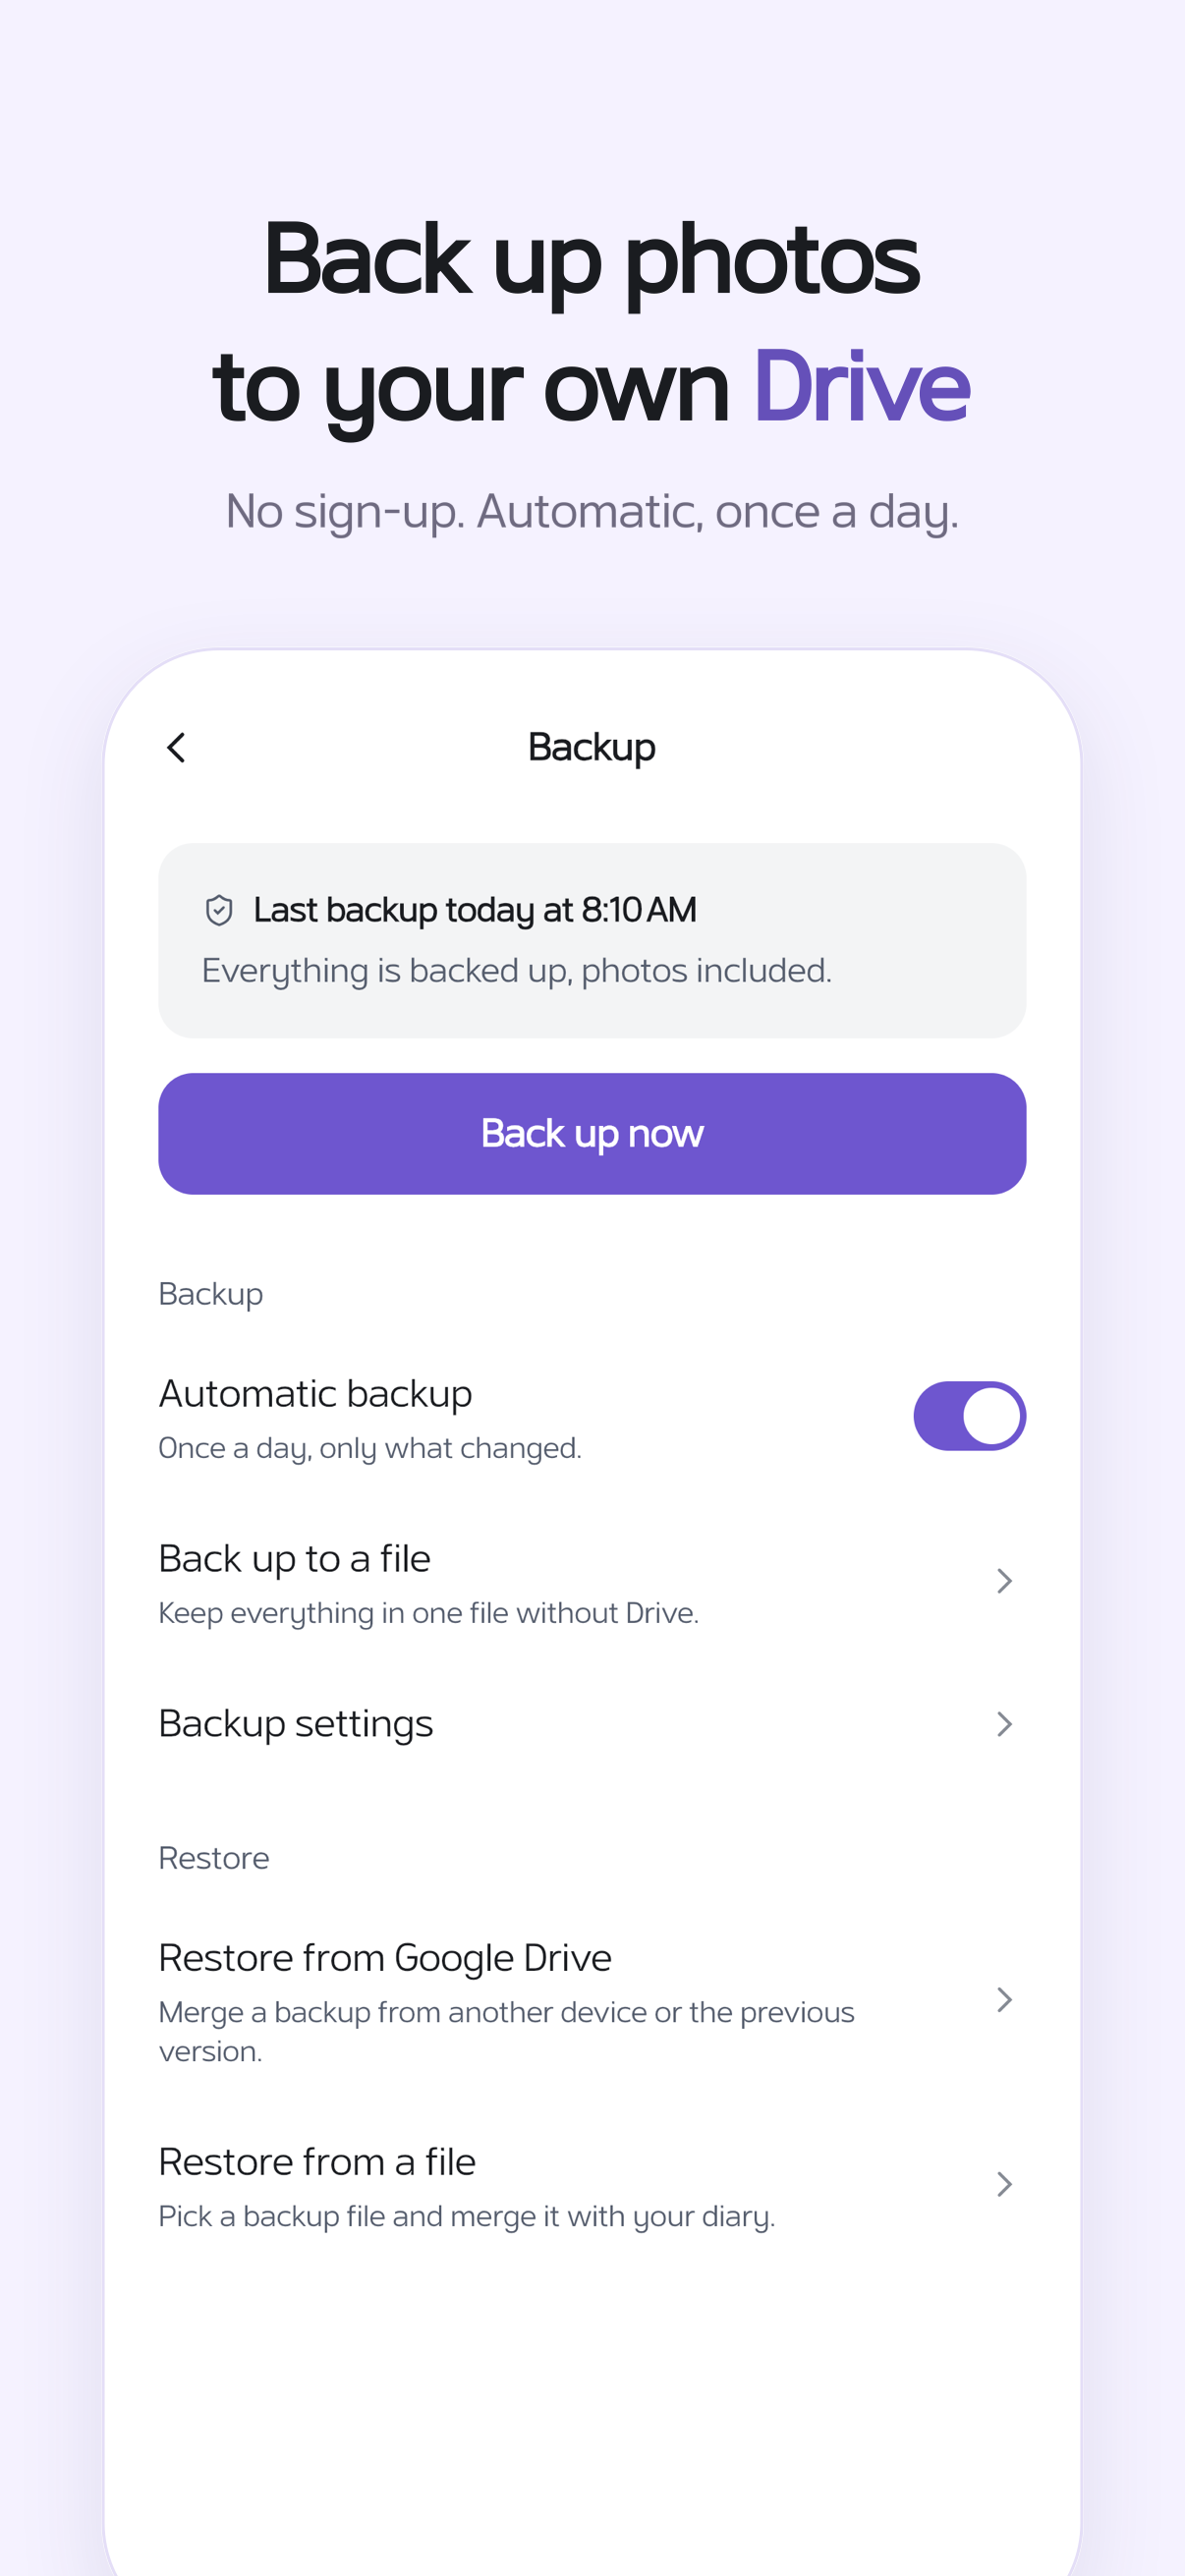 Back up photos
to your own Drive
No sign-up. Automatic, once a day.
Backup
Last backup today at 8:10 AM
Everything is backed up, photos included.
Back up now
Backup
Automatic backup
Once a day, only what changed.
Back up to a file
Keep everything in one file without Drive.
Backup settings
Restore
Restore from Google Drive
Merge a backup from another device or the previous
version.
Restore from a file
Pick a backup file and merge it with your diary.